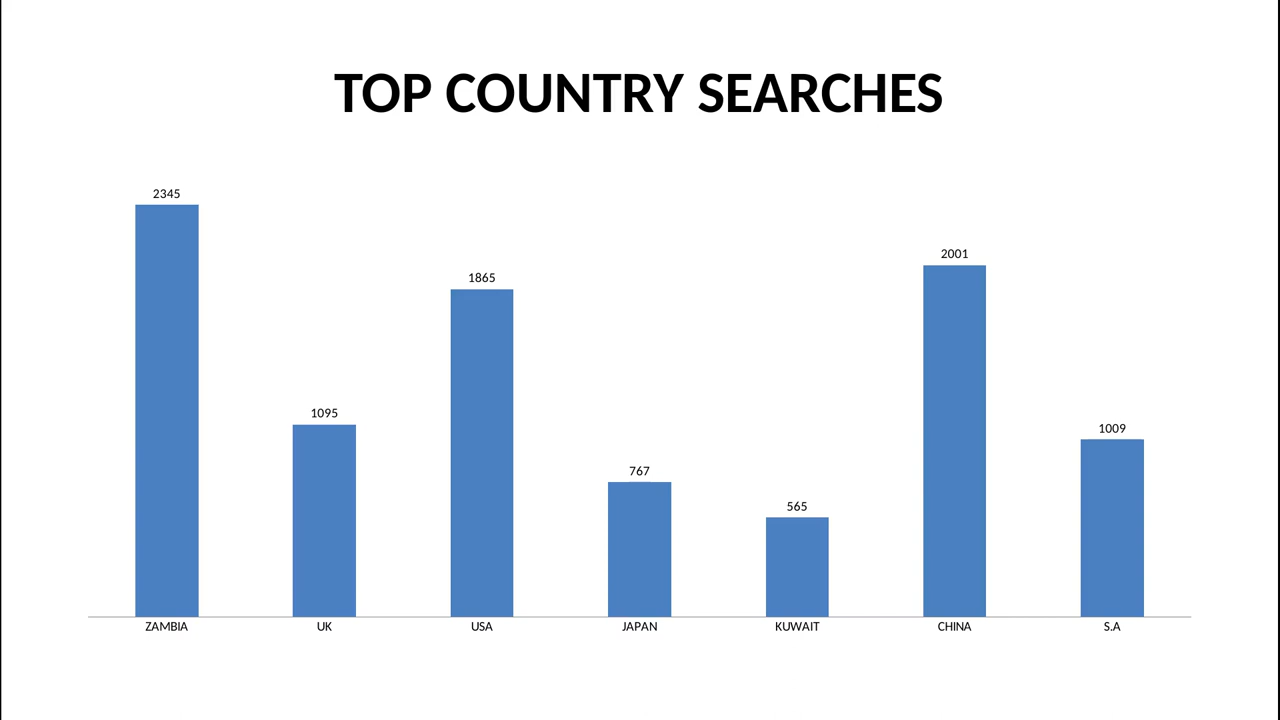 TOP COUNTRY SEARCHES
2345
1095
1865
767
565
2001
1009
ZAMBIA
UK
USA
JAPAN
KUWAIT
CHINA
S.A